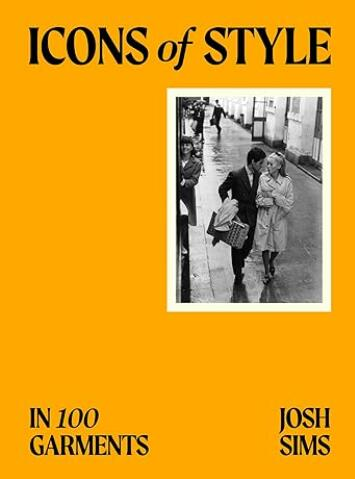 ICONS of STYLE
IN 100
GARMENTS
JOSH
SIMS